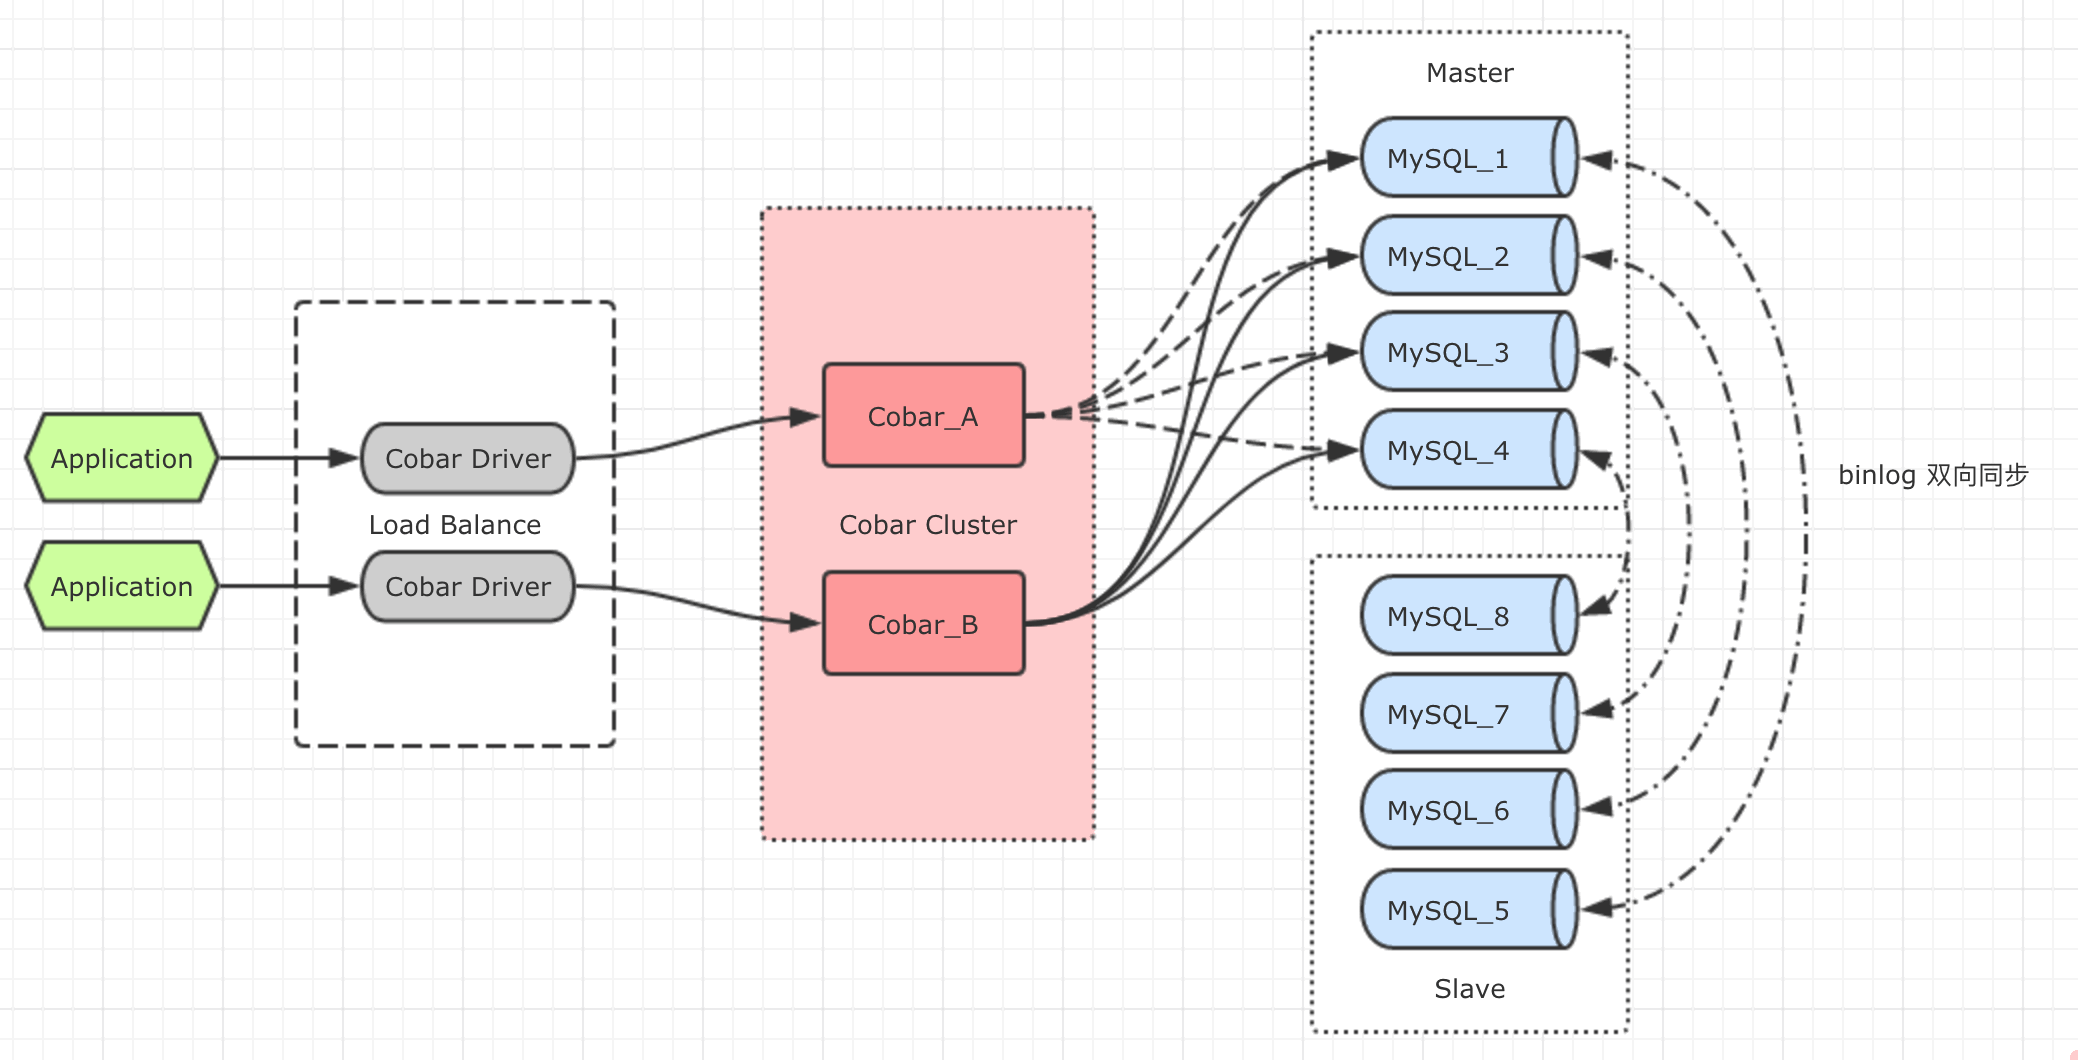 Application
Application
Cobar Driver
Load Balance
Cobar Driver
Cobar_A
Cobar Cluster
Cobar_B
Master
MySQL_1
MySQL_2
MySQL_3
MySQL_4
MySQL_8
MySQL_7
MySQL_6
MySQL_5
Slave
binlog 双向同步